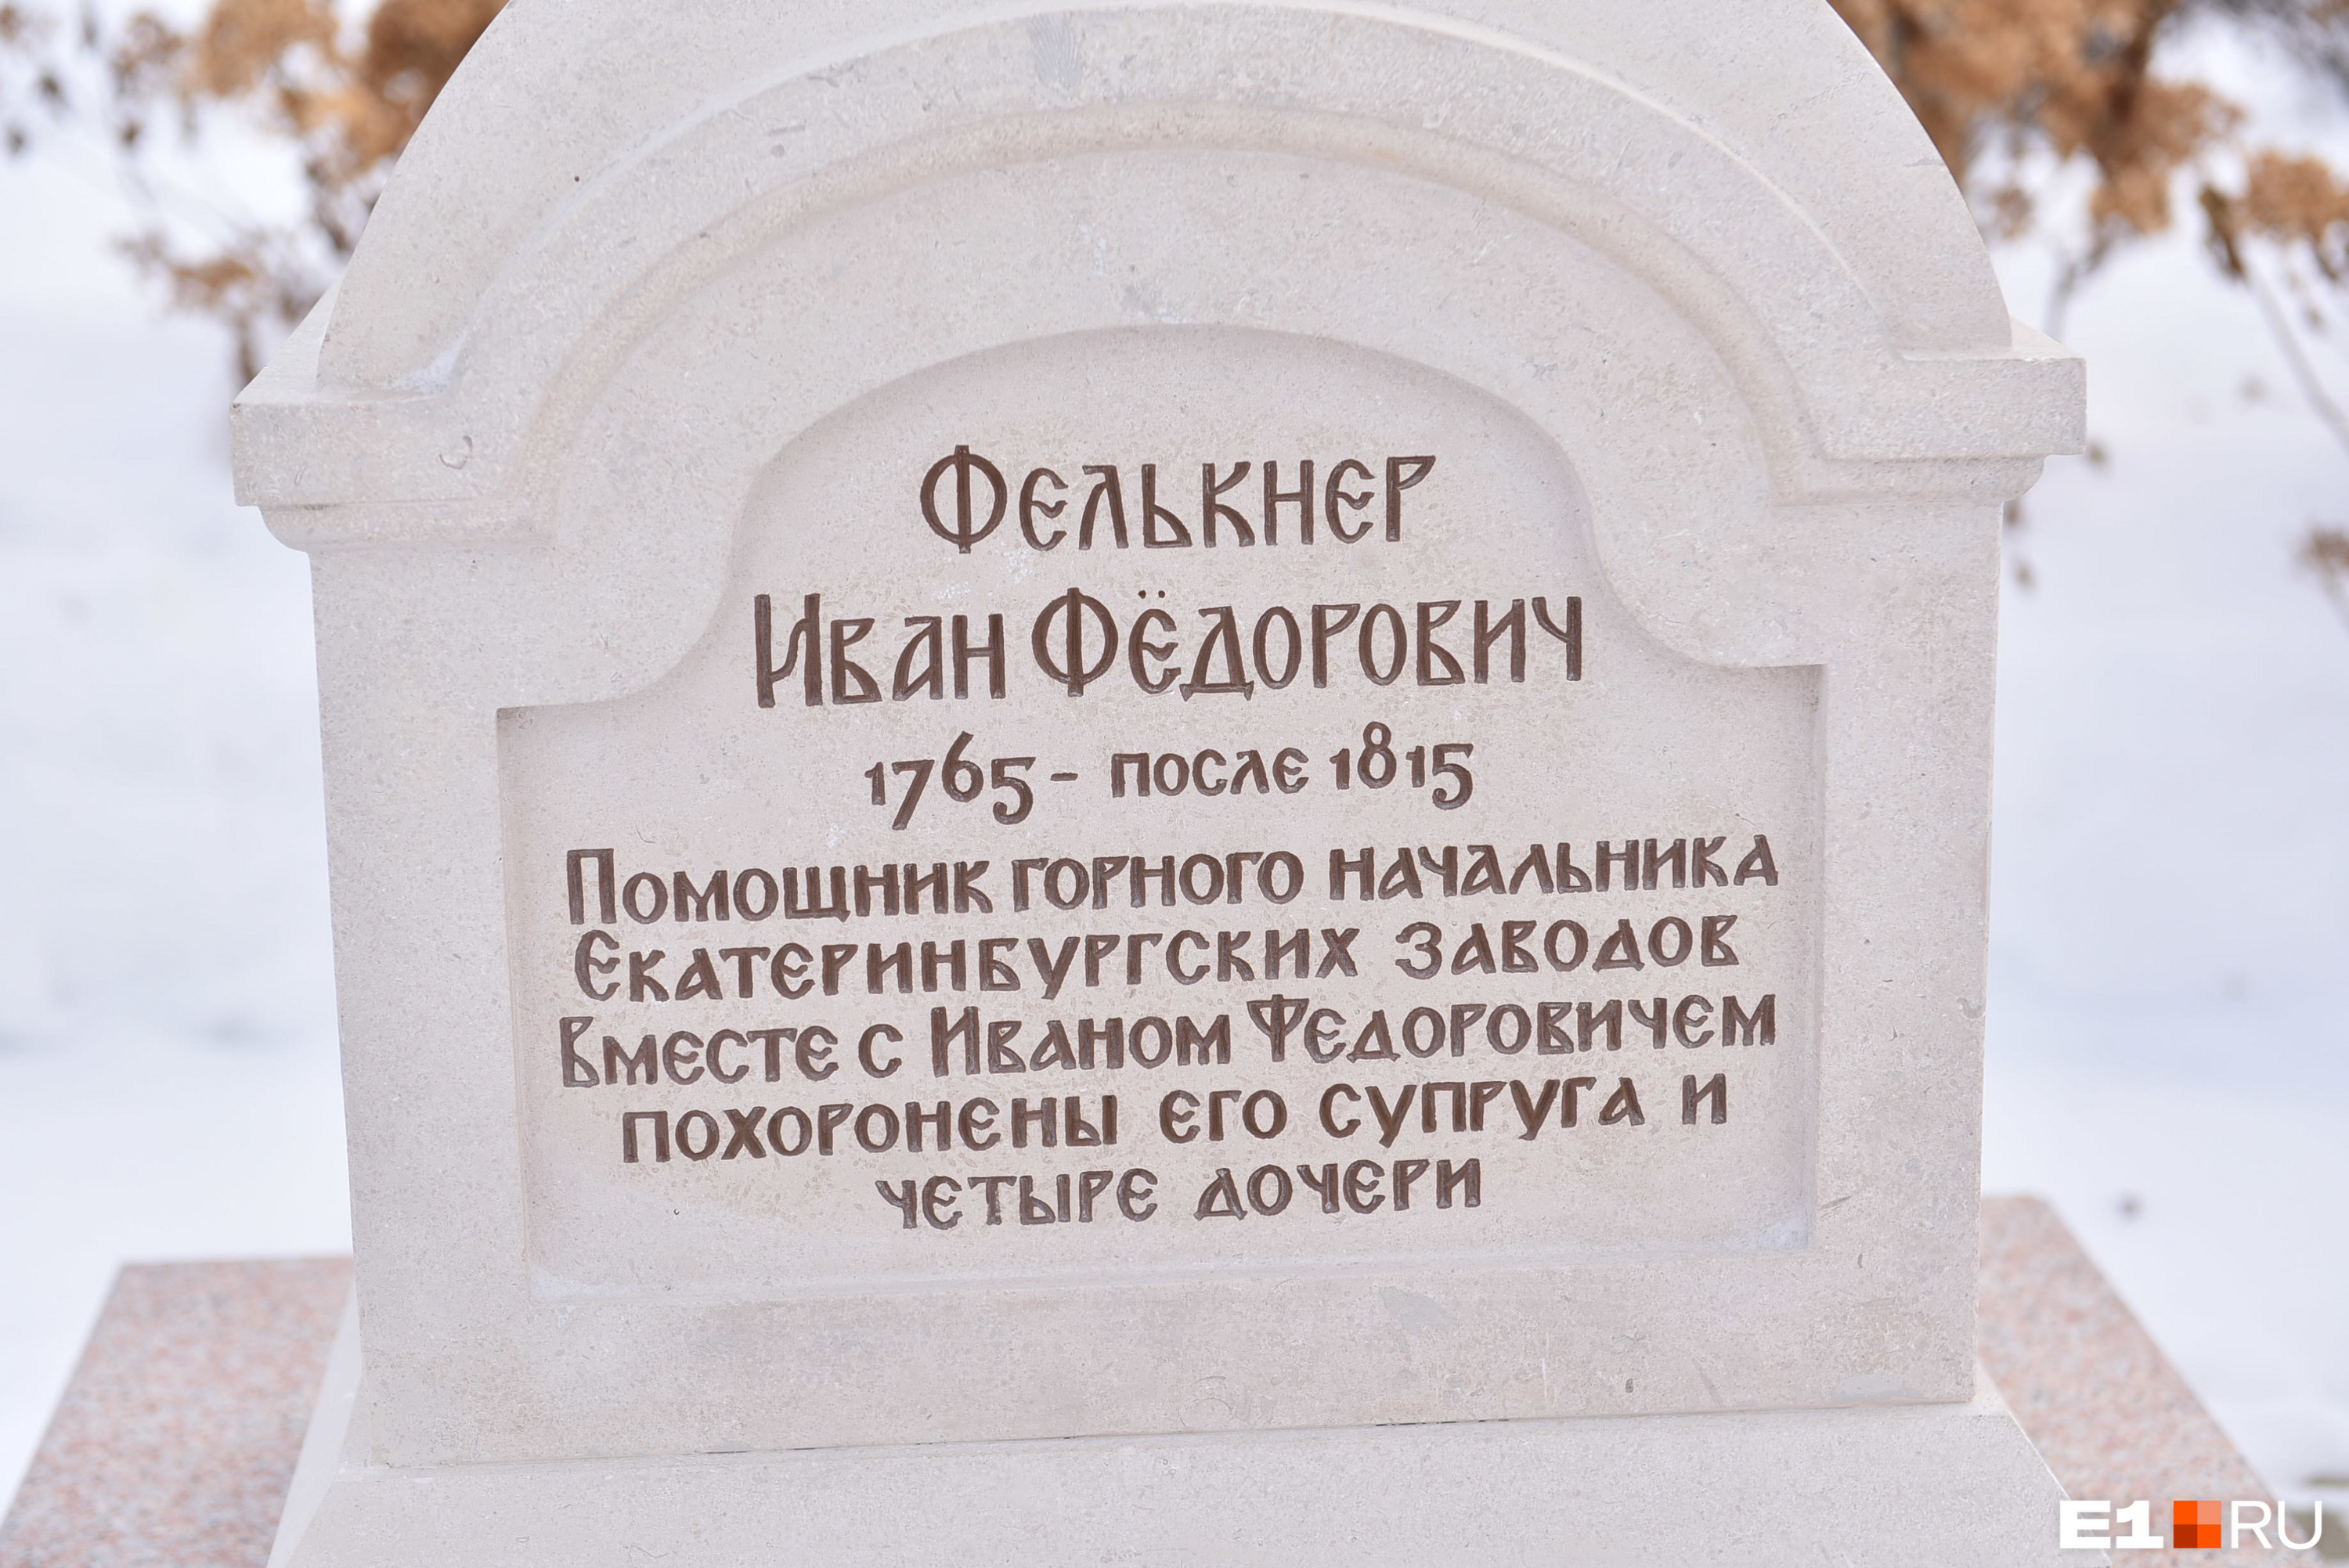 Фелькнер
Иван Фёдорович
1765 - после 1815
Помощник горного начальника
Екатеринбургских заводов
Вместе с Иваном Федоровичем
похоронены его супруга и
четыре дочери
E1 RU